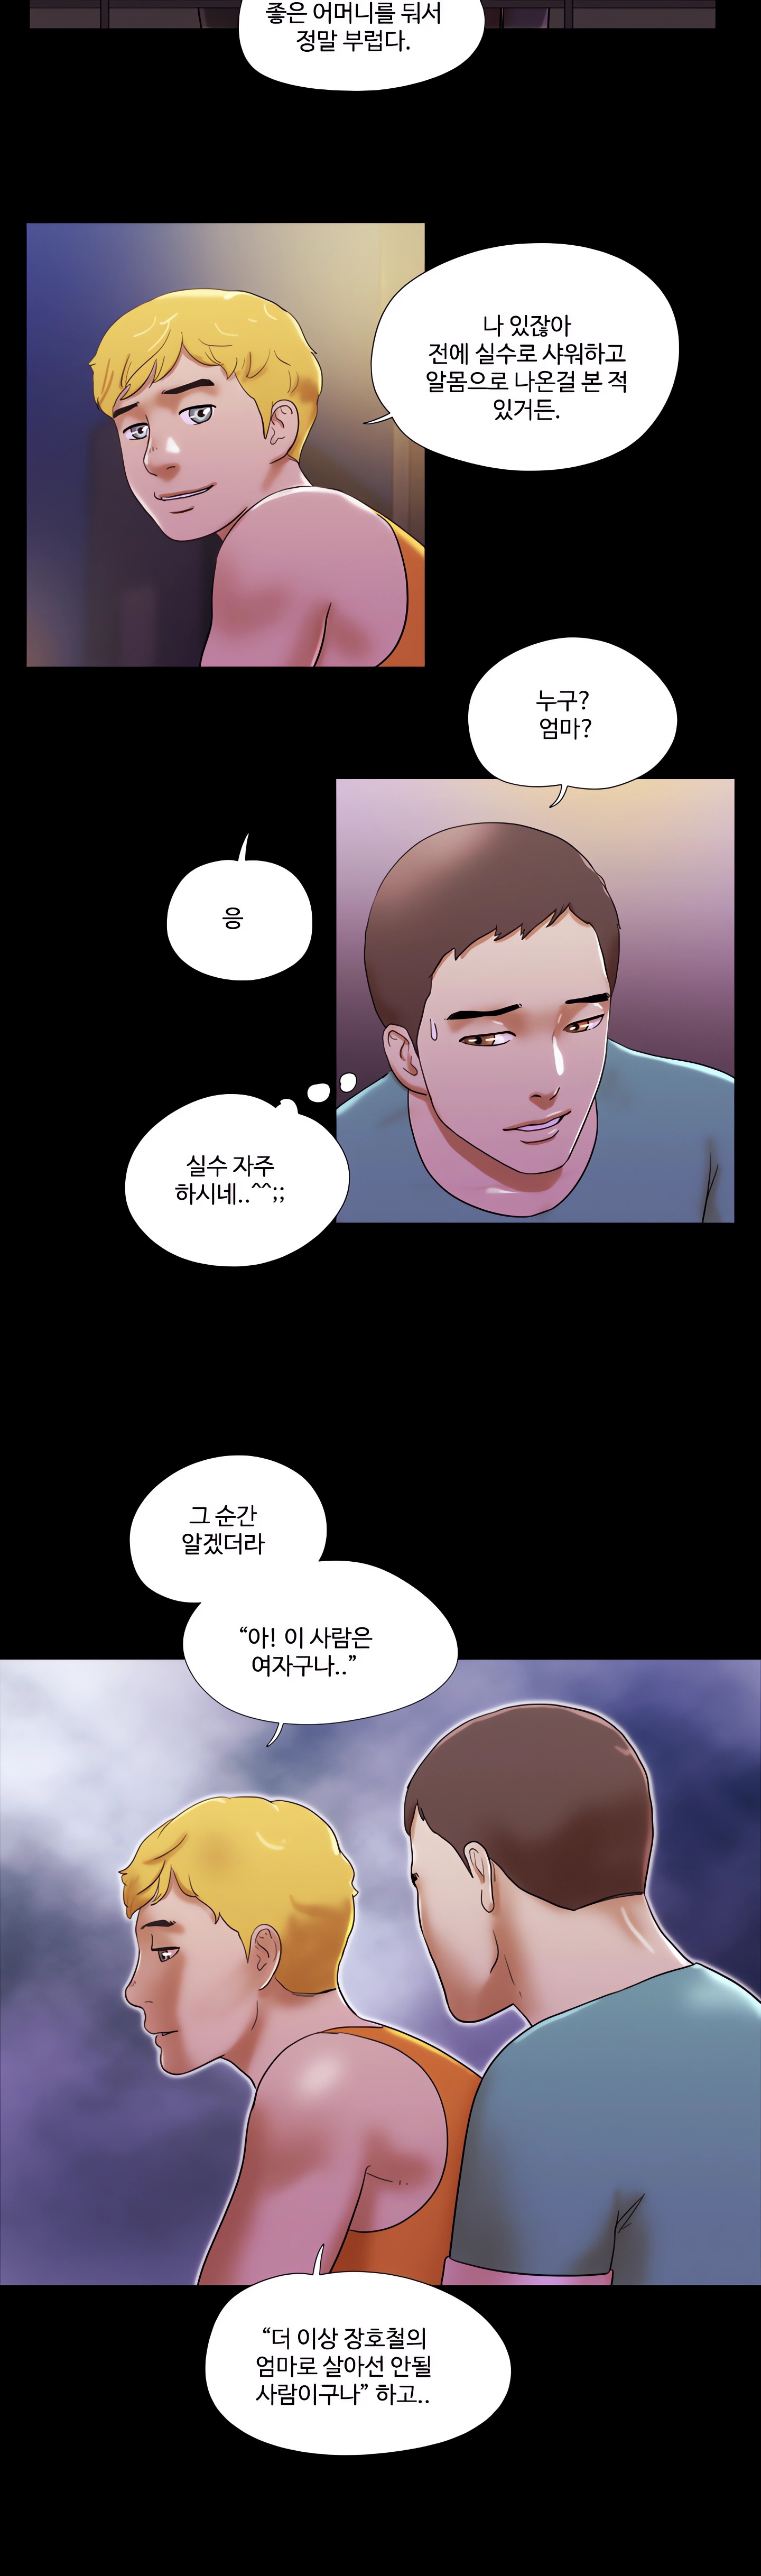 좋은 어머니를 둬서
정말 부럽다.
나 있잖아
전에 실수로 샤워하고
알몸으로 나온걸 본 적
있거든.
누구?
엄마?
응
실수 자주
하시네..^^;;
그 순간
알겠더라
“아! 이 사람은
여자구나..”
“더 이상 장호철의
엄마로 살아선 안될
사람이구나” 하고..